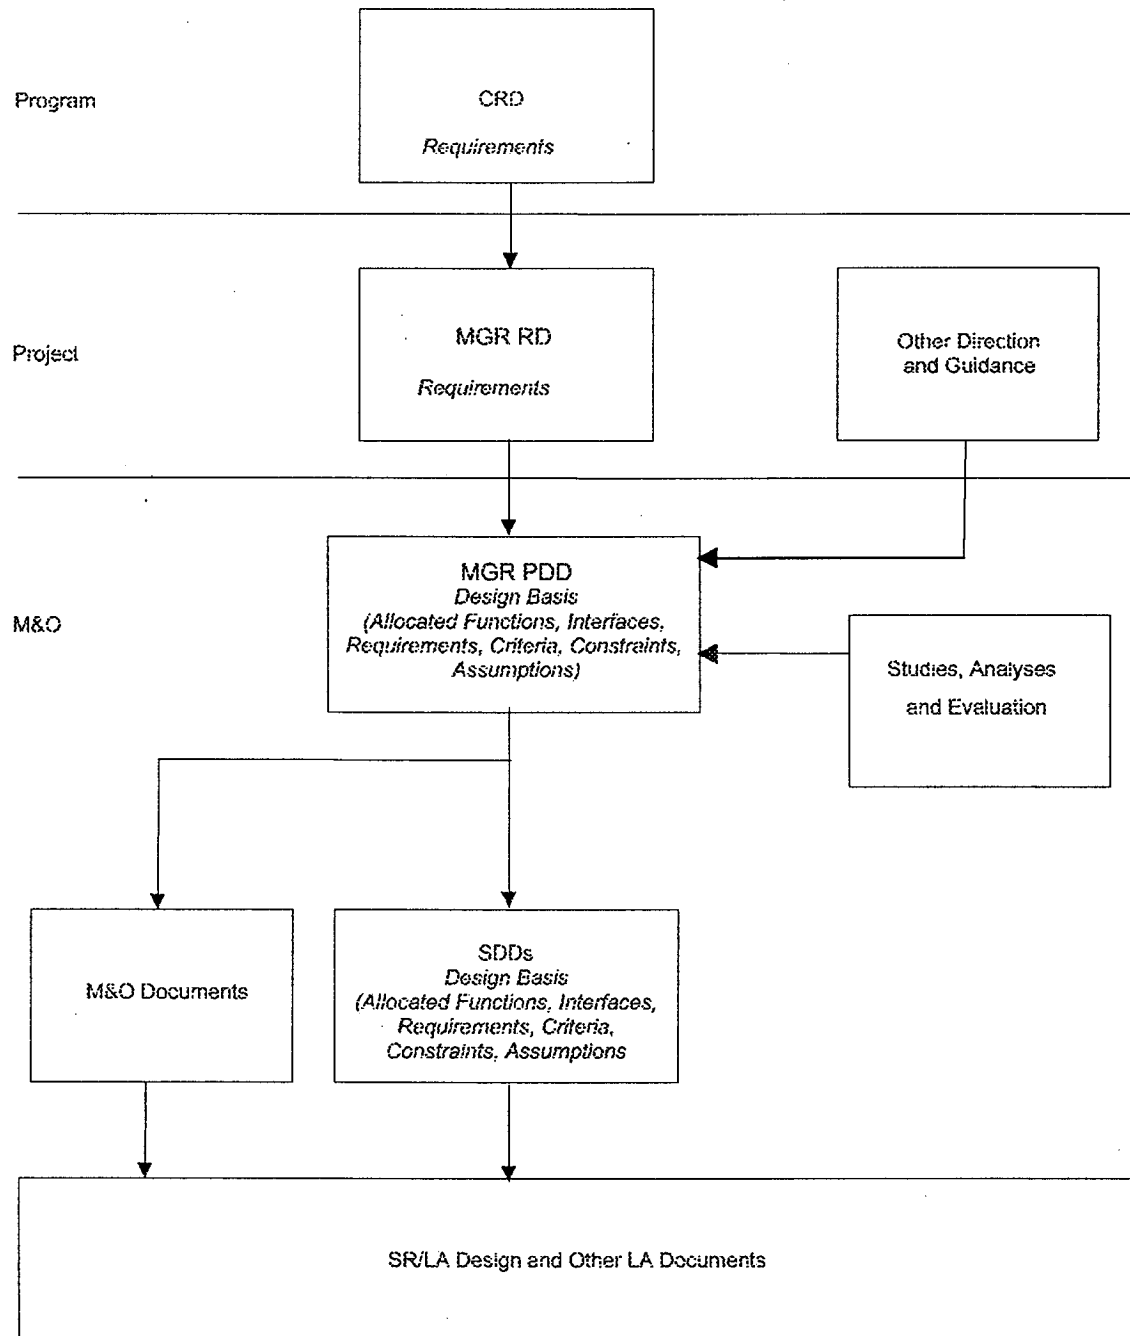 Program
CRD
Requirements
Project
MGR RD
Requirements
Other Direction
and Guidance
M&O
MGR PDD
Design Basis
(Allocated Functions, Interfaces,
Requirements, Criteria, Constraints,
Assumptions)
Studies, Analyses
and Evaluation
M&O Documents
SDDs
Design Basis
(Allocated Functions, Interfaces,
Requirements, Criteria,
Constraints, Assumptions
SR/LA Design and Other LA Documents